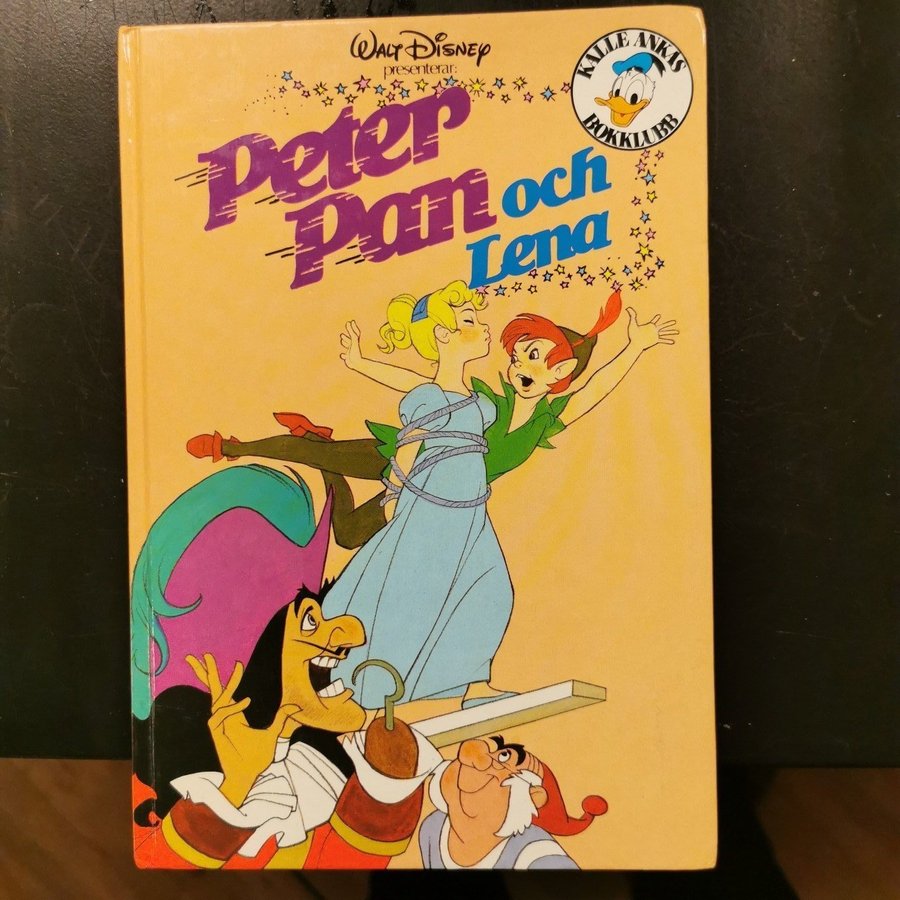 WALT DISNEY
presenterar:
KALLE ANKAS
BOKKLUBB
Peter
Pan och
Lena